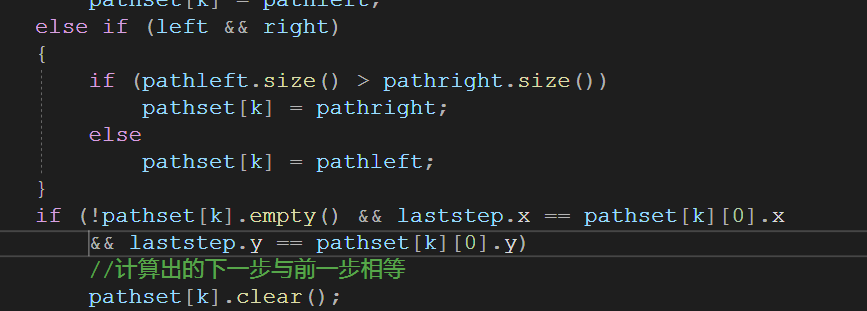 pathset[k] = pathleft;
else if (left && right)
{
if (pathleft.size() > pathright.size())
pathset[k] = pathright;
else
pathset[k] = pathleft;
}
if (!pathset[k].empty() && laststep.x == pathset[k][0].x
&& laststep.y == pathset[k][0].y)
//计算出的下一步与前一步相等
pathset[k].clear();